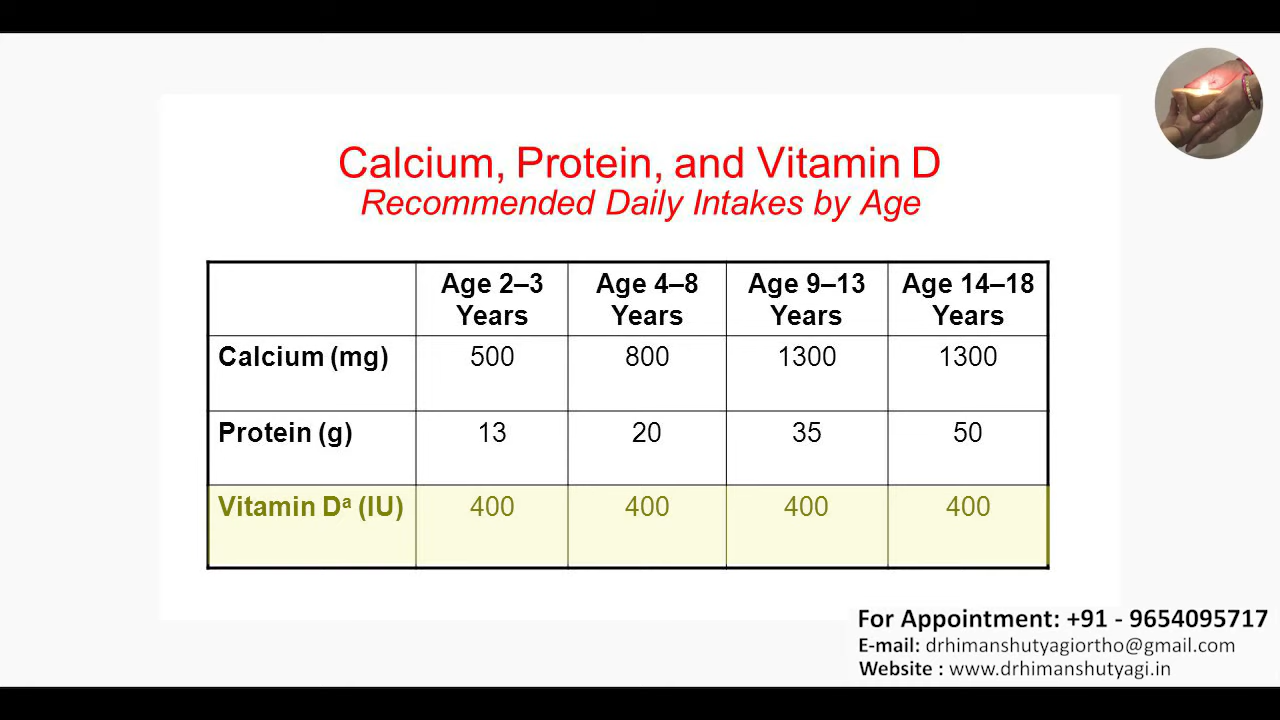 Calcium, Protein, and Vitamin D
Recommended Daily Intakes by Age
Age 2–3 Years Age 4–8 Years Age 9–13 Years Age 14–18 Years
Calcium (mg) 500 800 1300 1300
Protein (g) 13 20 35 50
Vitamin Dᵃ (IU) 400 400 400 400
For Appointment: +91 - 9654095717
E-mail: drhimanshutyagiortho@gmail.com
Website : www.drhimanshutyagi.in